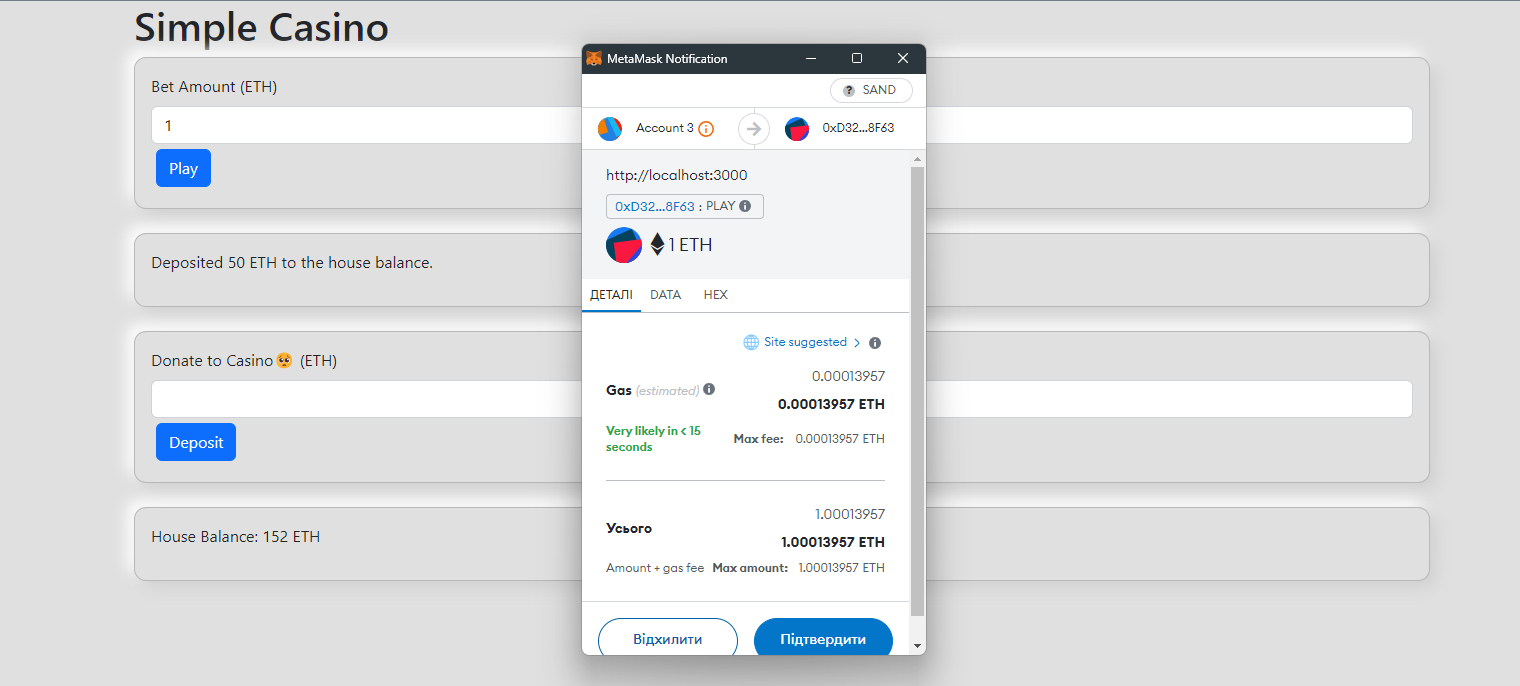 Simple Casino
Bet Amount (ETH)
1
Play
Deposited 50 ETH to the house balance.
Donate to Casino🥺 (ETH)
Deposit
House Balance: 152 ETH
MetaMask Notification
? SAND
Account 3
0xD32...8F63
http://localhost:3000
0xD32...8F63 : PLAY
1 ETH
ДЕТАЛІ DATA HEX
Site suggested >
0.00013957
Gas (estimated)
0.00013957 ETH
Very likely in < 15 seconds
Max fee: 0.00013957 ETH
1.00013957
Усього
1.00013957 ETH
Amount + gas fee Max amount: 1.00013957 ETH
Відхилити Підтвердити